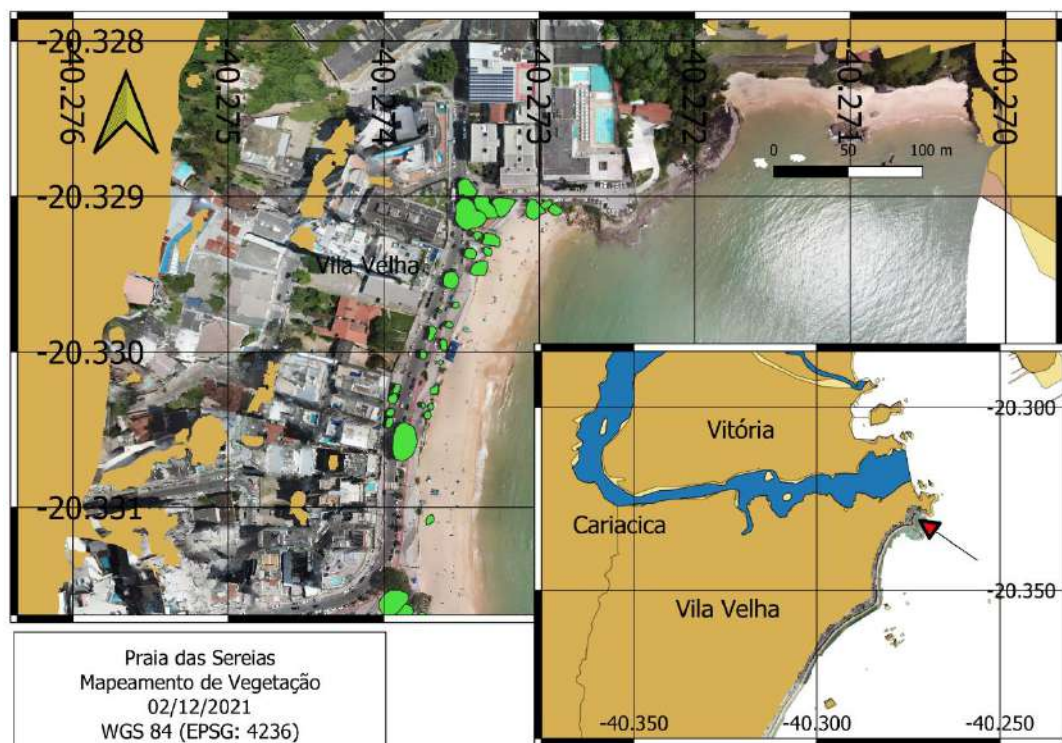 -40.276
-40.275
-40.274
-40.273
-40.272
-40.271
-40.270
-20.328
0 50 100 m
-20.329
Vila Velha
-20.330
-20.331
Vitória
-20.300
Cariacica
Vila Velha
-20.350
-40.350
-40.300
-40.250
Praia das Sereias
Mapeamento de Vegetação
02/12/2021
WGS 84 (EPSG: 4236)